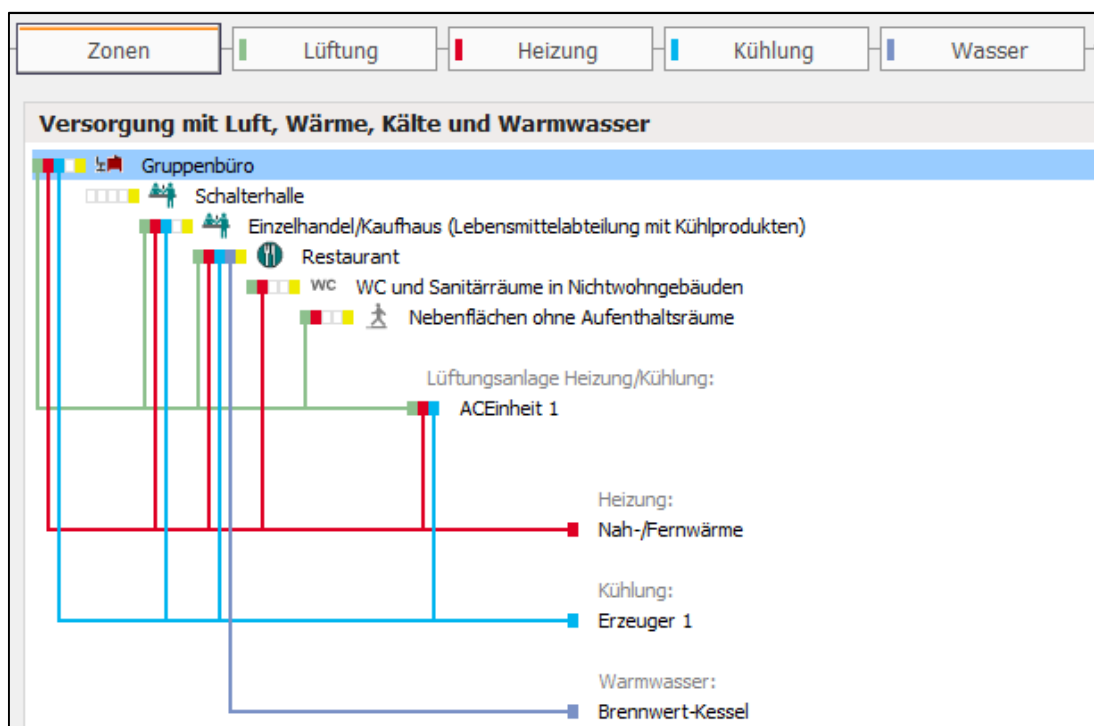 Zonen Lüftung Heizung Kühlung Wasser
Versorgung mit Luft, Wärme, Kälte und Warmwasser
Gruppenbüro
Schalterhalle
Einzelhandel/Kaufhaus (Lebensmittelabteilung mit Kühlprodukten)
Restaurant
WC WC und Sanitärräume in Nichtwohngebäuden
Nebenflächen ohne Aufenthaltsräume
Lüftungsanlage Heizung/Kühlung:
ACEinheit 1
Heizung:
Nah-/Fernwärme
Kühlung:
Erzeuger 1
Warmwasser:
Brennwert-Kessel